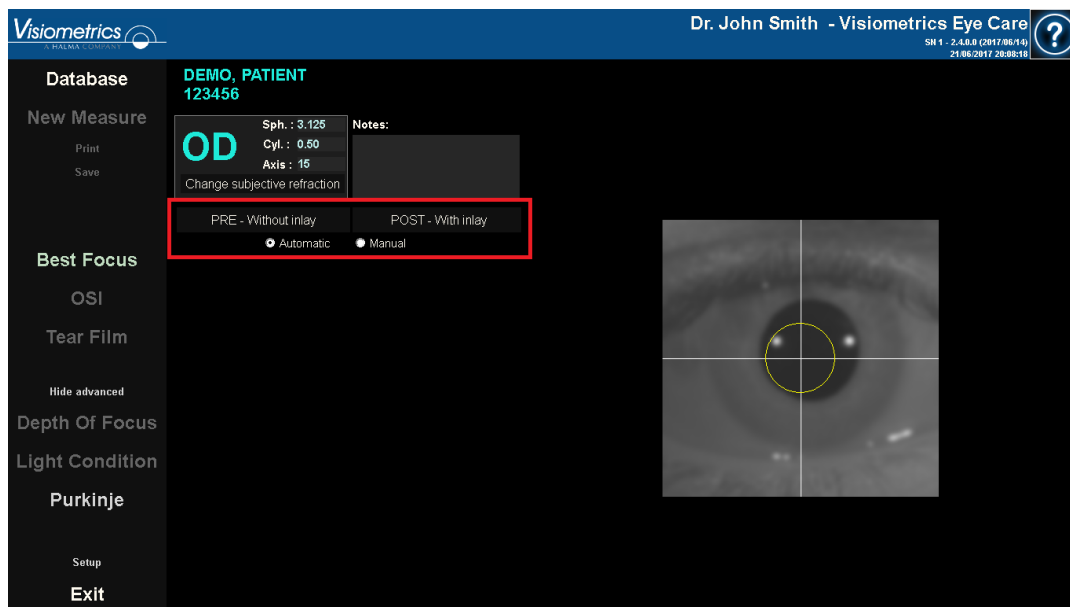 Visiometrics
A HALMA COMPANY
Dr. John Smith - Visiometrics Eye Care
SN 1 - 2.4.0.0 (2017/06/14)
21/06/2017 20:08:18
?
Database
New Measure
Print
Save
Best Focus
OSI
Tear Film
Hide advanced
Depth Of Focus
Light Condition
Purkinje
Setup
Exit
DEMO, PATIENT
123456
OD
Sph. : 3.125
Cyl. : 0.50
Axis : 15
Change subjective refraction
Notes:
PRE - Without inlay
POST - With inlay
Automatic
Manual